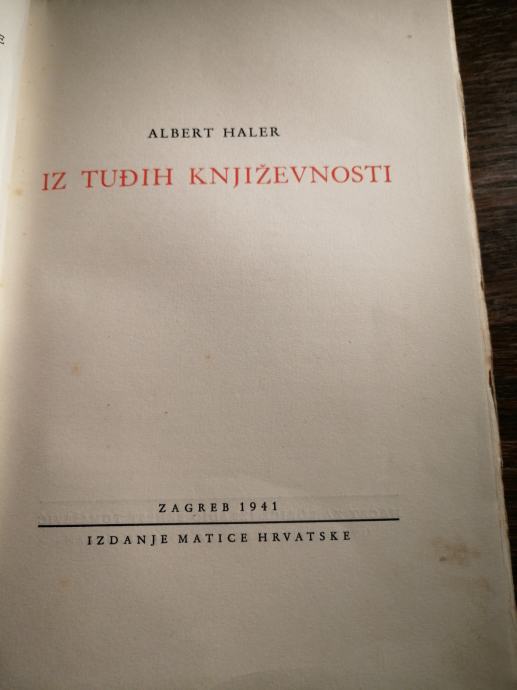 ALBERT HALER
IZ TUĐIH KNJIŽEVNOSTI
ZAGREB 1941
IZDANJE MATICE HRVATSKE